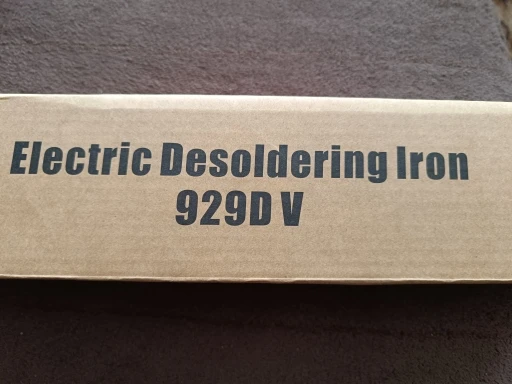 Electric Desoldering Iron
929D V